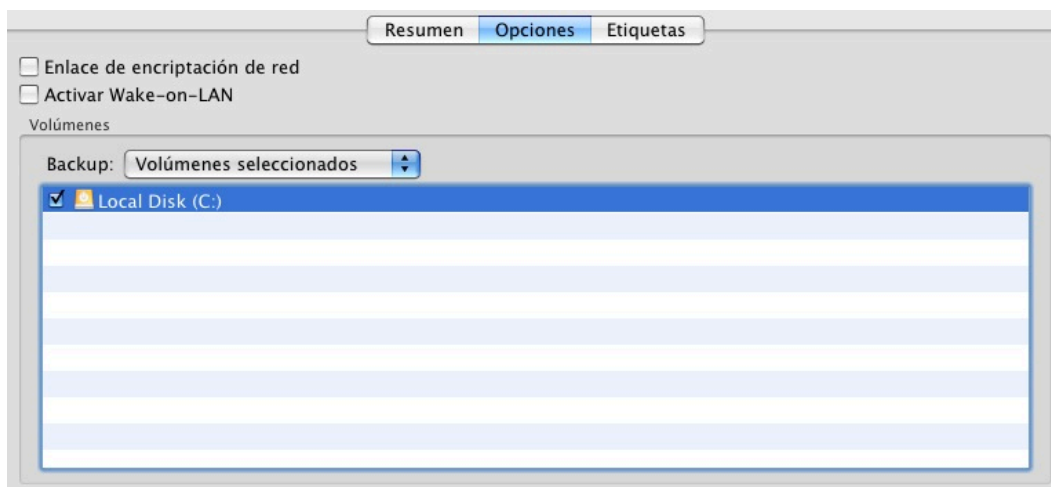 Resumen Opciones Etiquetas
Enlace de encriptación de red
Activar Wake-on-LAN
Volúmenes
Backup: Volúmenes seleccionados
Local Disk (C:)